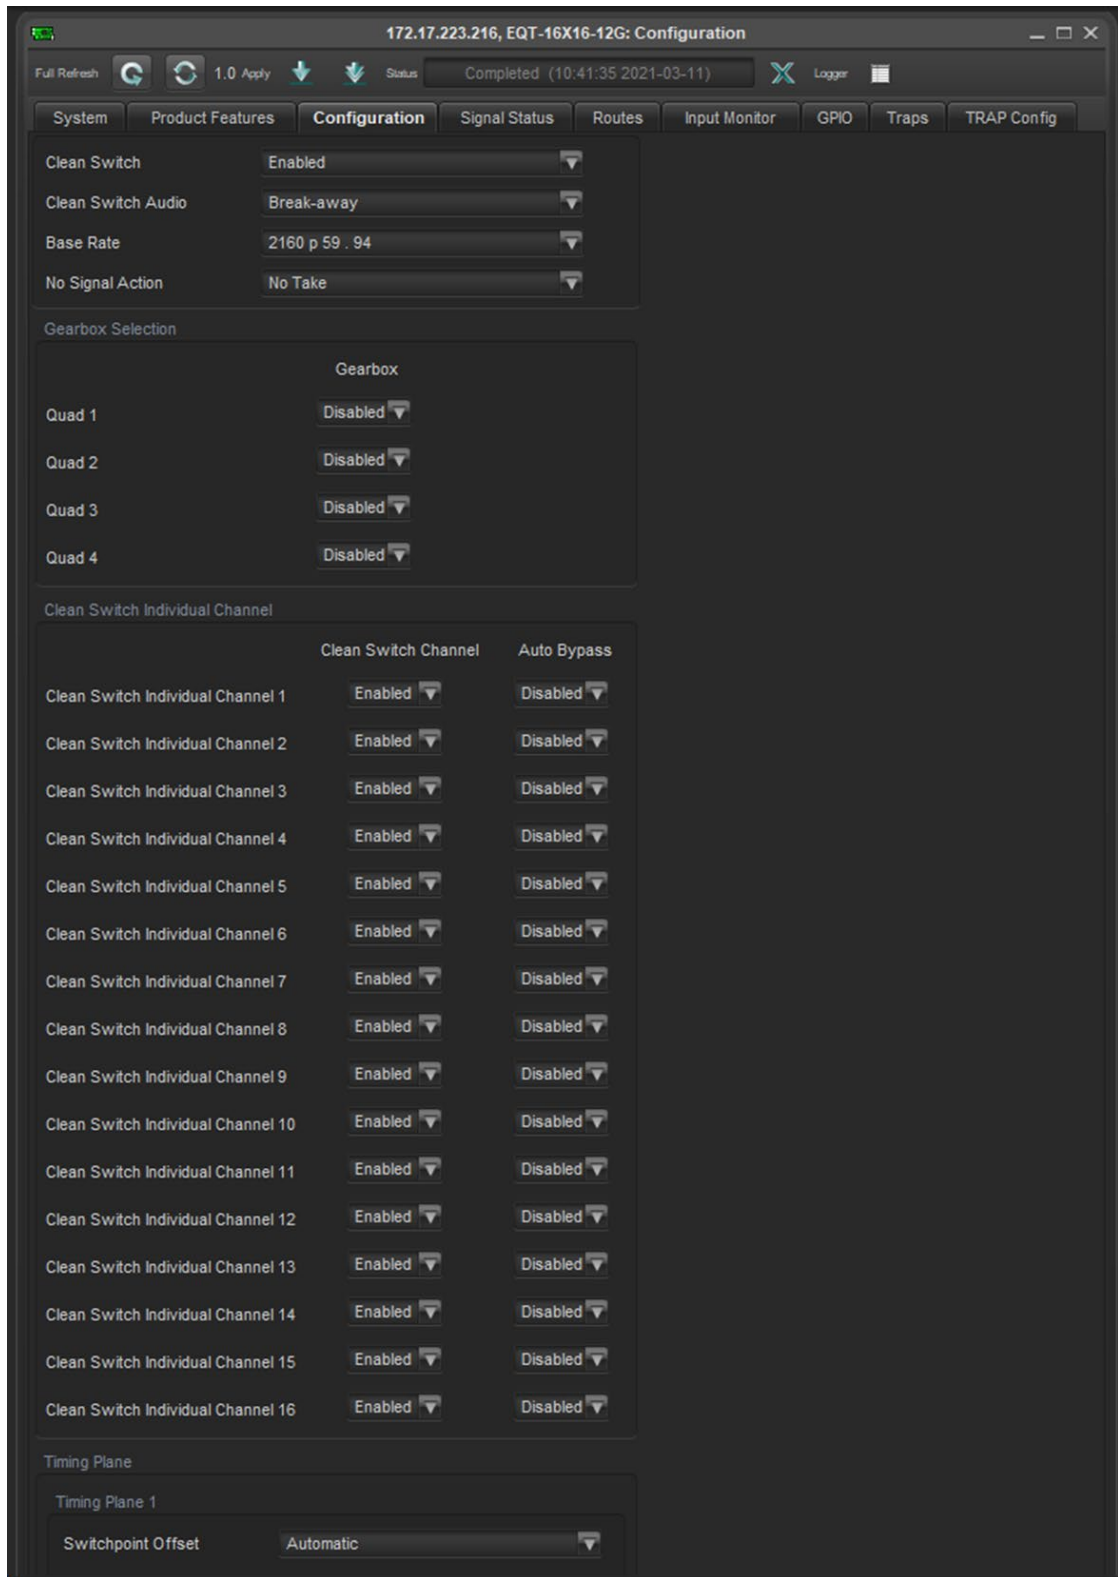 172.17.223.216, EQT-16X16-12G: Configuration
Full Refresh 1.0 Apply Status Completed (10:41:35 2021-03-11) Logger
System Product Features Configuration Signal Status Routes Input Monitor GPIO Traps TRAP Config
Clean Switch Enabled
Clean Switch Audio Break-away
Base Rate 2160 p 59 . 94
No Signal Action No Take
Gearbox Selection
Gearbox
Quad 1 Disabled
Quad 2 Disabled
Quad 3 Disabled
Quad 4 Disabled
Clean Switch Individual Channel
Clean Switch Channel Auto Bypass
Clean Switch Individual Channel 1 Enabled Disabled
Clean Switch Individual Channel 2 Enabled Disabled
Clean Switch Individual Channel 3 Enabled Disabled
Clean Switch Individual Channel 4 Enabled Disabled
Clean Switch Individual Channel 5 Enabled Disabled
Clean Switch Individual Channel 6 Enabled Disabled
Clean Switch Individual Channel 7 Enabled Disabled
Clean Switch Individual Channel 8 Enabled Disabled
Clean Switch Individual Channel 9 Enabled Disabled
Clean Switch Individual Channel 10 Enabled Disabled
Clean Switch Individual Channel 11 Enabled Disabled
Clean Switch Individual Channel 12 Enabled Disabled
Clean Switch Individual Channel 13 Enabled Disabled
Clean Switch Individual Channel 14 Enabled Disabled
Clean Switch Individual Channel 15 Enabled Disabled
Clean Switch Individual Channel 16 Enabled Disabled
Timing Plane
Timing Plane 1
Switchpoint Offset Automatic